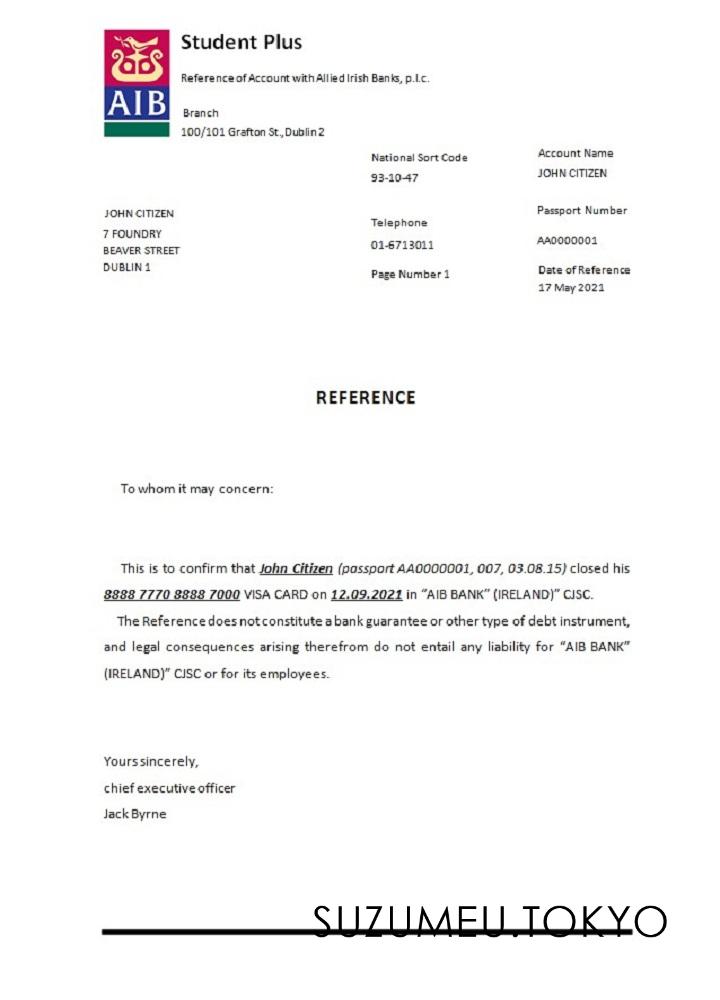 AIB
Student Plus
Reference of Account with Allied Irish Banks, p.l.c.
Branch
100/101 Grafton St., Dublin 2
National Sort Code
93-10-47
Account Name
JOHN CITIZEN
JOHN CITIZEN
7 FOUNDRY
BEAVER STREET
DUBLIN 1
Telephone
01-6713011
Page Number 1
Passport Number
AA0000001
Date of Reference
17 May 2021
REFERENCE
To whom it may concern:
This is to confirm that John Citizen (passport AA0000001, 007, 03.08.15) closed his
8888 7770 8888 7000 VISA CARD on 12.09.2021 in “AIB BANK” (IRELAND)” CJSC.
The Reference does not constitute a bank guarantee or other type of debt instrument,
and legal consequences arising therefrom do not entail any liability for “AIB BANK”
(IRELAND)” CJSC or for its employees.
Yours sincerely,
chief executive officer
Jack Byrne
SUZUMEU.TOKYO